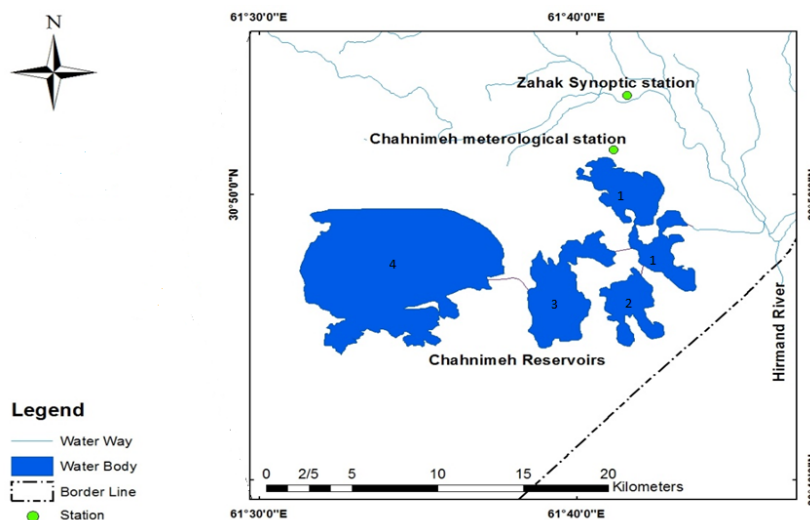 61°30'0"E
61°40'0"E
N
Zahak Synoptic station
Chahnimeh meterological station
30°50'0"N
1
4
1
3
2
Chahnimeh Reservoirs
Hirmand River
Legend
Water Way
Water Body
Border Line
Station
0 2/5 5 10 15 20
Kilometers
61°30'0"E
61°40'0"E